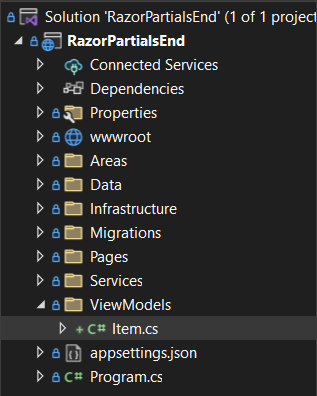 Solution 'RazorPartialsEnd' (1 of 1 project
RazorPartialsEnd
Connected Services
Dependencies
Properties
wwwroot
Areas
Data
Infrastructure
Migrations
Pages
Services
ViewModels
+ C# Item.cs
appsettings.json
C# Program.cs